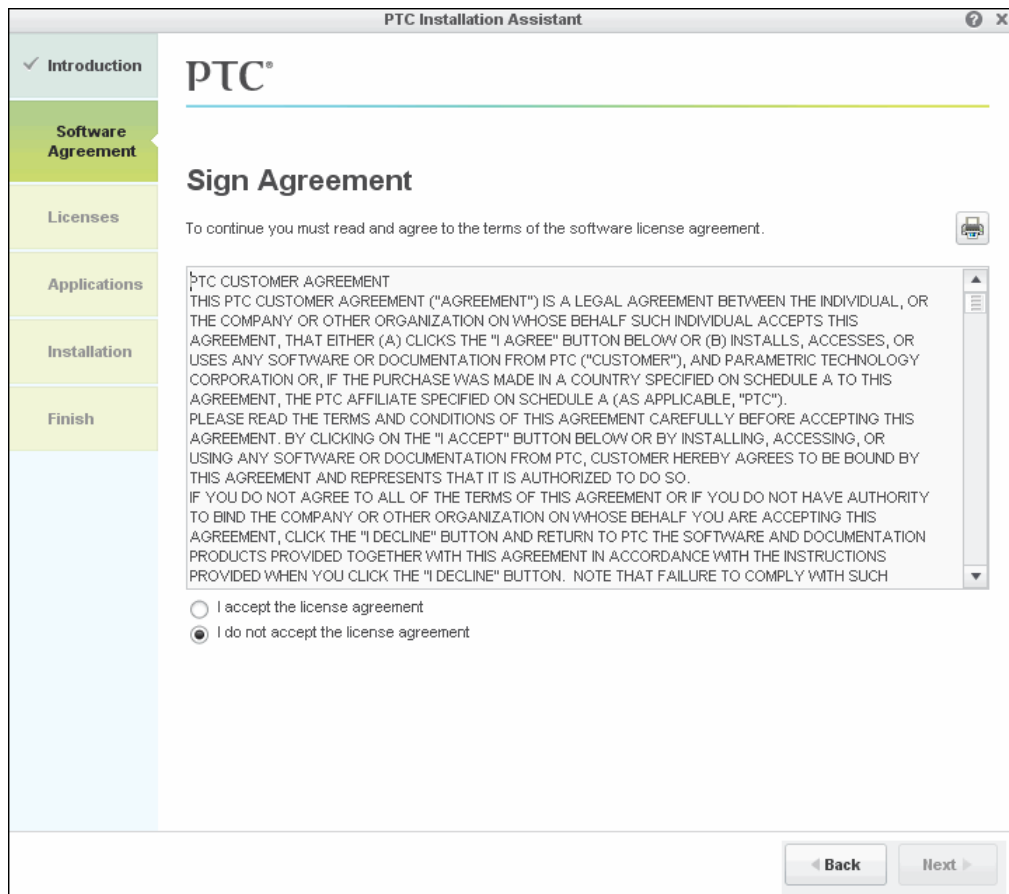 PTC Installation Assistant
Introduction
Software
Agreement
Licenses
Applications
Installation
Finish
PTC®
Sign Agreement
To continue you must read and agree to the terms of the software license agreement.
PTC CUSTOMER AGREEMENT
THIS PTC CUSTOMER AGREEMENT ("AGREEMENT") IS A LEGAL AGREEMENT BETWEEN THE INDIVIDUAL, OR
THE COMPANY OR OTHER ORGANIZATION ON WHOSE BEHALF SUCH INDIVIDUAL ACCEPTS THIS
AGREEMENT, THAT EITHER (A) CLICKS THE "I AGREE" BUTTON BELOW OR (B) INSTALLS, ACCESSES, OR
USES ANY SOFTWARE OR DOCUMENTATION FROM PTC ("CUSTOMER"), AND PARAMETRIC TECHNOLOGY
CORPORATION OR, IF THE PURCHASE WAS MADE IN A COUNTRY SPECIFIED ON SCHEDULE A TO THIS
AGREEMENT, THE PTC AFFILIATE SPECIFIED ON SCHEDULE A (AS APPLICABLE, "PTC").
PLEASE READ THE TERMS AND CONDITIONS OF THIS AGREEMENT CAREFULLY BEFORE ACCEPTING THIS
AGREEMENT. BY CLICKING ON THE "I ACCEPT" BUTTON BELOW OR BY INSTALLING, ACCESSING, OR
USING ANY SOFTWARE OR DOCUMENTATION FROM PTC, CUSTOMER HEREBY AGREES TO BE BOUND BY
THIS AGREEMENT AND REPRESENTS THAT IT IS AUTHORIZED TO DO SO.
IF YOU DO NOT AGREE TO ALL OF THE TERMS OF THIS AGREEMENT OR IF YOU DO NOT HAVE AUTHORITY
TO BIND THE COMPANY OR OTHER ORGANIZATION ON WHOSE BEHALF YOU ARE ACCEPTING THIS
AGREEMENT, CLICK THE "I DECLINE" BUTTON AND RETURN TO PTC THE SOFTWARE AND DOCUMENTATION
PRODUCTS PROVIDED TOGETHER WITH THIS AGREEMENT IN ACCORDANCE WITH THE INSTRUCTIONS
PROVIDED WHEN YOU CLICK THE "I DECLINE" BUTTON.  NOTE THAT FAILURE TO COMPLY WITH SUCH
I accept the license agreement
I do not accept the license agreement
Back
Next